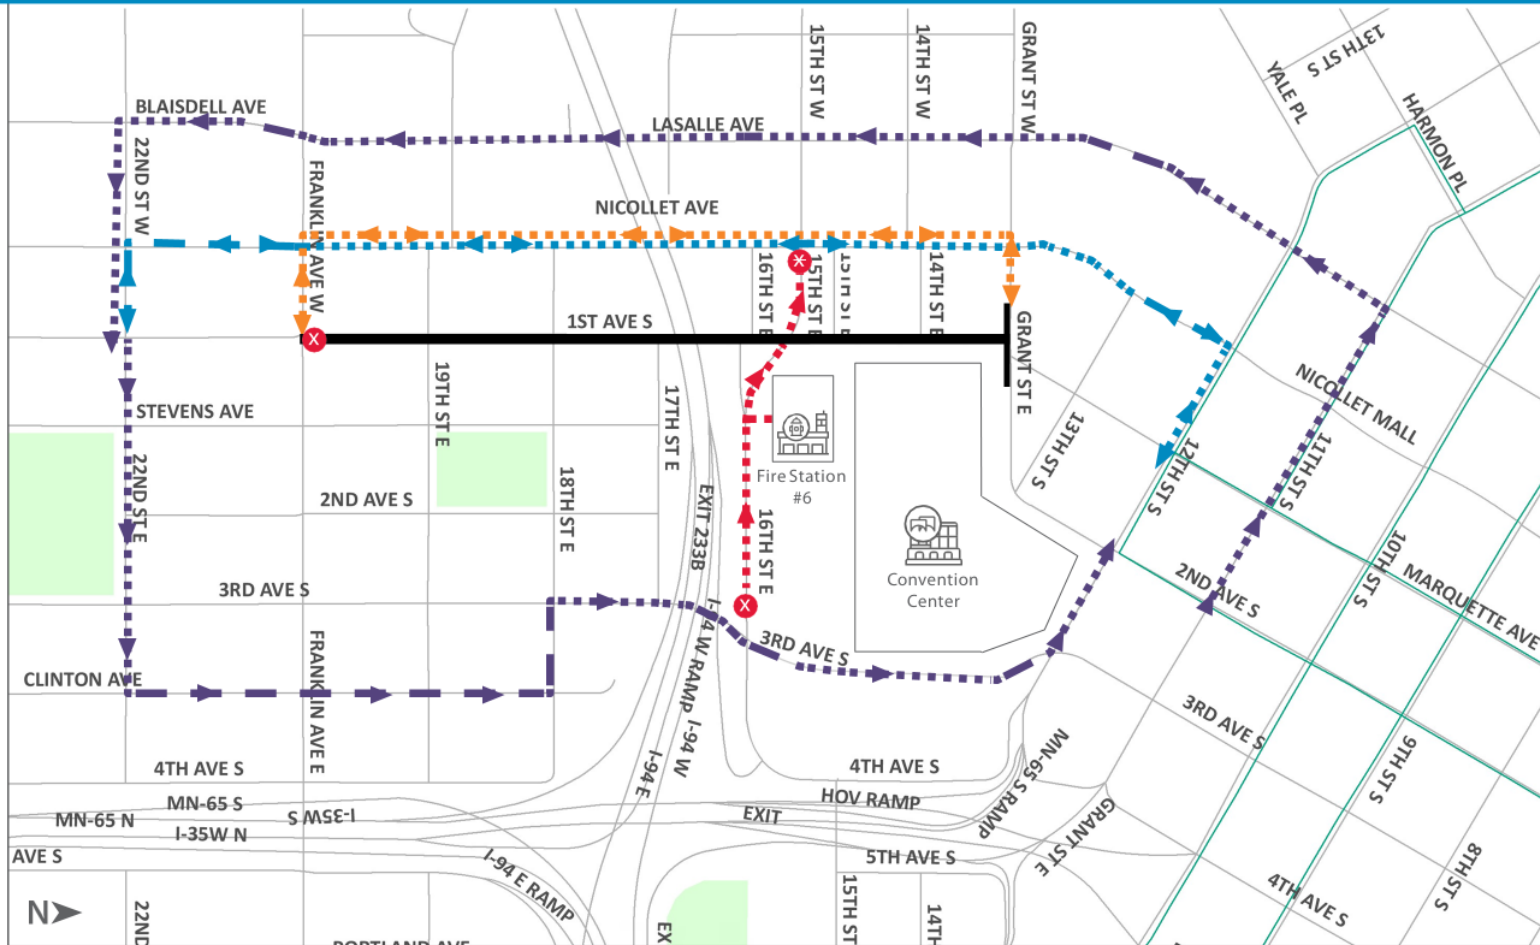 15TH ST W
14TH ST W
GRANT ST W
13TH ST S
YALE PL
HARMON PL
BLAISDELL AVE
LASALLE AVE
22ND ST W
FRANKLIN AVE W
NICOLLET AVE
16TH ST E
15TH ST E
15TH ST E
14TH ST E
1ST AVE S
X
GRANT ST E
NICOLLET MALL
19TH ST E
17TH ST E
STEVENS AVE
13TH ST S
12TH ST S
11TH ST S
22ND ST E
18TH ST E
2ND AVE S
EXIT 233B
Fire Station
#6
16TH ST E
Convention
Center
10TH ST S
MARQUETTE AVE
2ND AVE S
3RD AVE S
X
I-94 W RAMP
3RD AVE S
CLINTON AVE
FRANKLIN AVE E
I-94 W
3RD AVE S
4TH AVE S
I-94 E
4TH AVE S
MN-65 S RAMP
9TH ST S
MN-65 S
I-35W S
MN-65 N
I-35W N
HOV RAMP
EXIT
GRANT ST E
AVE S
I-94 E RAMP
5TH AVE S
8TH ST S
4TH AVE S
N
22ND
PORTLAND AVE
EX
15TH ST
14TH